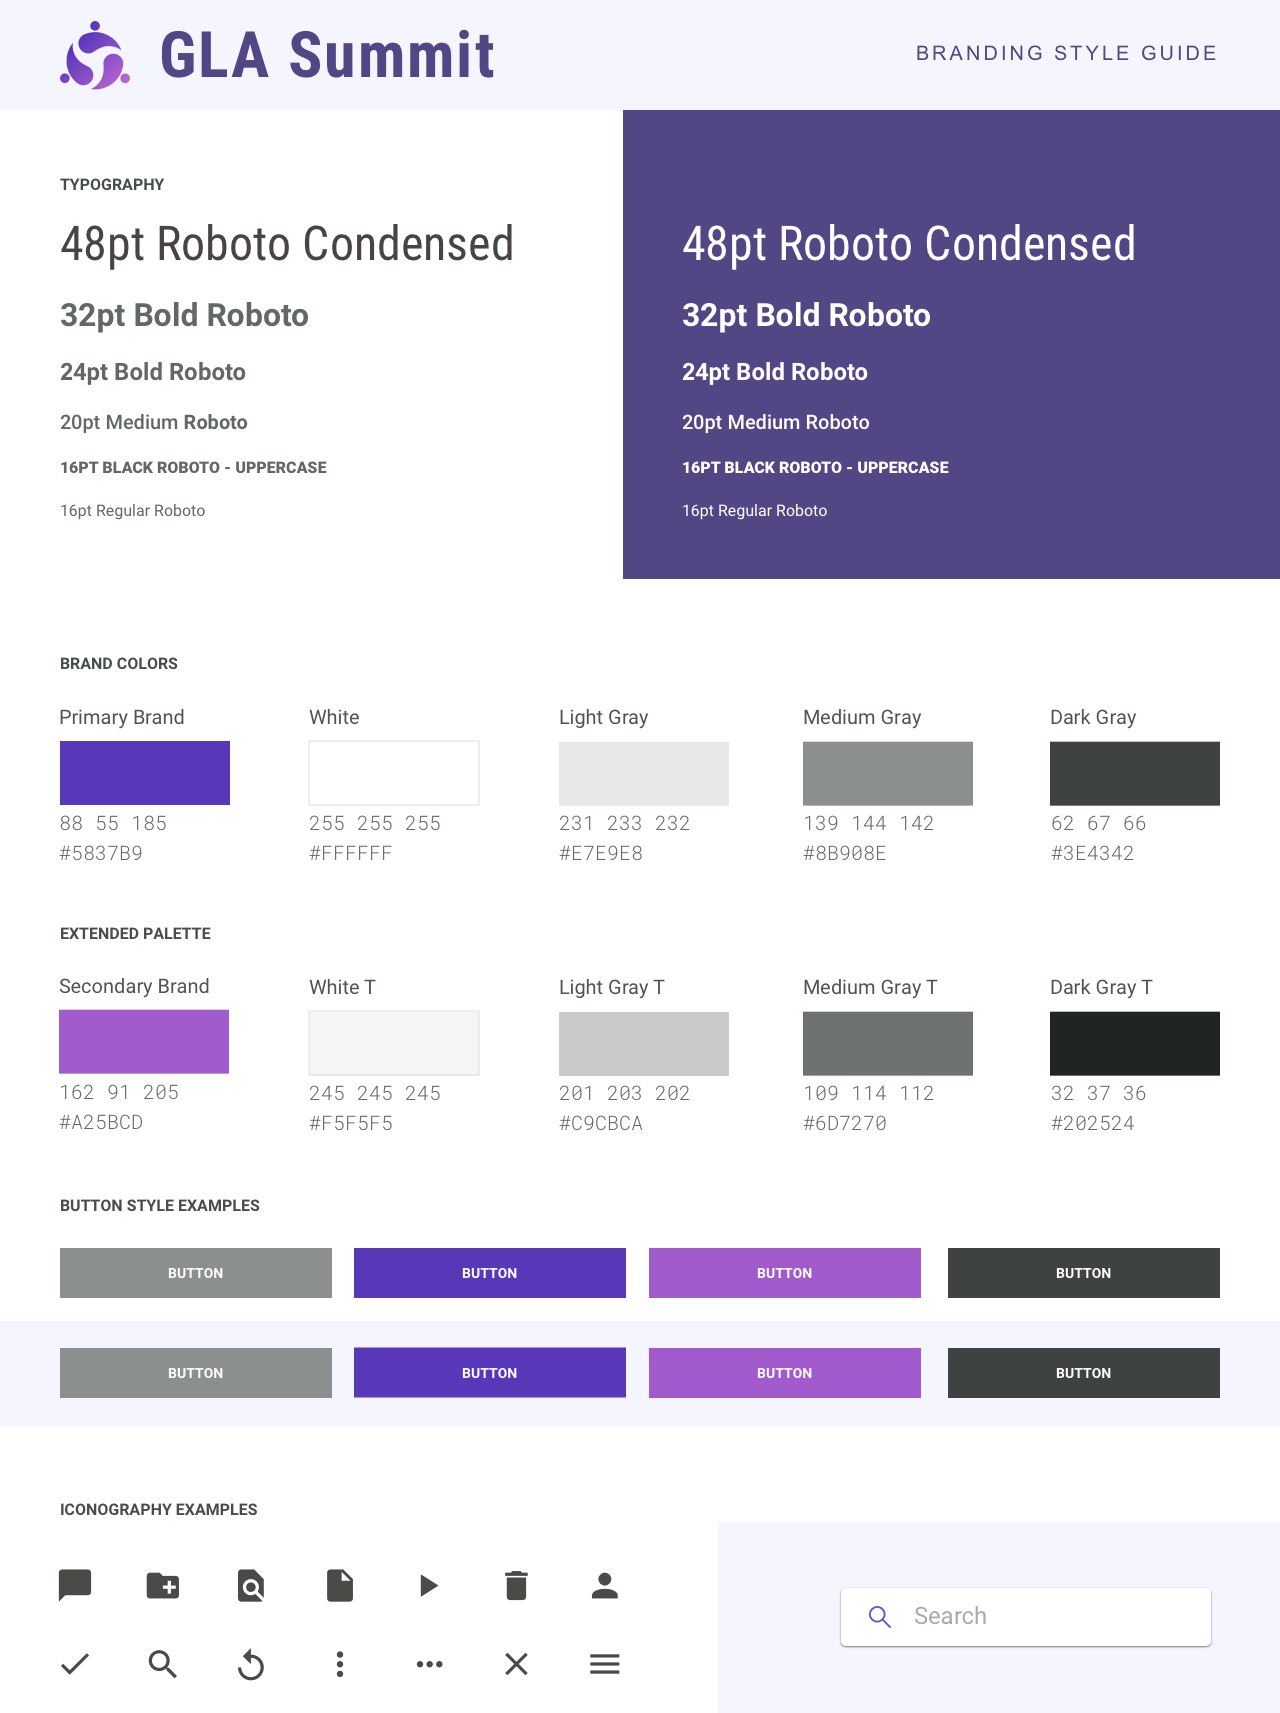 GLA Summit
BRANDING STYLE GUIDE
TYPOGRAPHY
48pt Roboto Condensed
32pt Bold Roboto
24pt Bold Roboto
20pt Medium Roboto
16PT BLACK ROBOTO - UPPERCASE
16pt Regular Roboto
48pt Roboto Condensed
32pt Bold Roboto
24pt Bold Roboto
20pt Medium Roboto
16PT BLACK ROBOTO - UPPERCASE
16pt Regular Roboto
BRAND COLORS
Primary Brand
88 55 185
#5837B9
White
255 255 255
#FFFFFF
Light Gray
231 233 232
#E7E9E8
Medium Gray
139 144 142
#8B908E
Dark Gray
62 67 66
#3E4342
EXTENDED PALETTE
Secondary Brand
162 91 205
#A25BCD
White T
245 245 245
#F5F5F5
Light Gray T
201 203 202
#C9CBCA
Medium Gray T
109 114 112
#6D7270
Dark Gray T
32 37 36
#202524
BUTTON STYLE EXAMPLES
BUTTON
BUTTON
BUTTON
BUTTON
BUTTON
BUTTON
BUTTON
BUTTON
ICONOGRAPHY EXAMPLES
Search